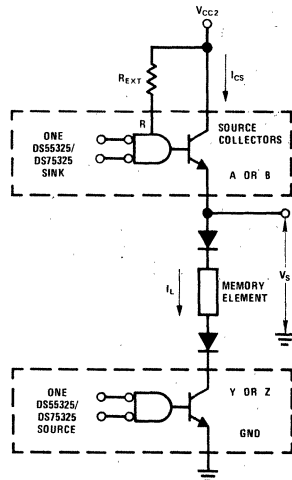 VCC2
REXT
ICS
R
ONE
DS55325/
DS75325
SINK
SOURCE
COLLECTORS
A OR B
IL
MEMORY
ELEMENT
VS
ONE
DS55325/
DS75325
SOURCE
Y OR Z
GND